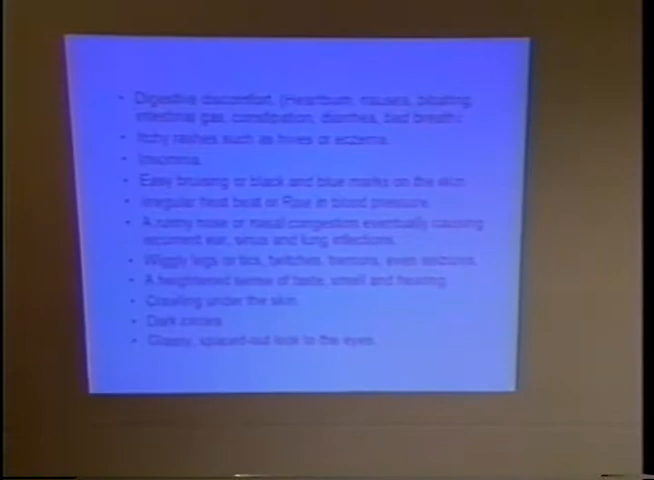 • Digestive discomfort, (Heartburn, nausea, bloating,
intestinal gas, constipation, diarrhea, bad breath)
• Itchy rashes such as hives or eczema.
• Insomnia.
• Easy bruising or black and blue marks on the skin
• Irregular heat beat or Rise in blood pressure.
• A runny nose or nasal congestion eventually causing
recurrent ear, sinus and lung infections.
• Wiggly legs or tics, twitches, tremors, even seizures.
• A heightened sense of taste, smell and hearing.
• Crawling under the skin.
• Dark circles
• Glassy, spaced-out look to the eyes.